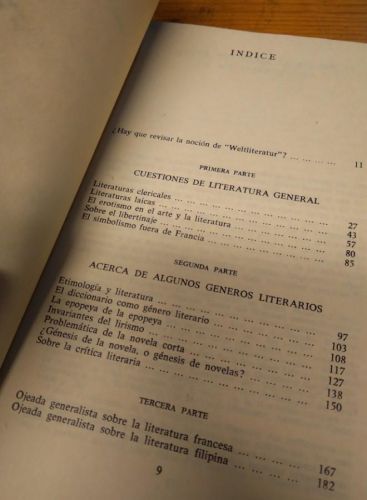 INDICE
¿Hay que revisar la noción de "Weltliteratur"? ... ... ... ... 11
PRIMERA PARTE
CUESTIONES DE LITERATURA GENERAL
Literaturas clericales ... ... ... ... ... ... ... ... ... ... 27
Literaturas laicas ... ... ... ... ... ... ... ... ... ... 43
El erotismo en el arte y la literatura ... ... ... ... ... ... 57
Sobre el libertinaje ... ... ... ... ... ... ... ... ... ... 80
El simbolismo fuera de Francia ... ... ... ... ... ... ... 85
SEGUNDA PARTE
ACERCA DE ALGUNOS GENEROS LITERARIOS
Etimología y literatura ... ... ... ... ... ... ... ... ... 97
El diccionario como género literario ... ... ... ... ... ... 103
La epopeya de la epopeya ... ... ... ... ... ... ... ... 108
Invariantes del lirismo ... ... ... ... ... ... ... ... ... 117
Problemática de la novela corta ... ... ... ... ... ... ... 127
¿Génesis de la novela, o génesis de novelas? ... ... ... ... 138
Sobre la crítica literaria ... ... ... ... ... ... ... ... ... 150
TERCERA PARTE
Ojeada generalista sobre la literatura francesa ... ... ... ... 167
Ojeada generalista sobre la literatura filipina ... ... ... ... 182
9